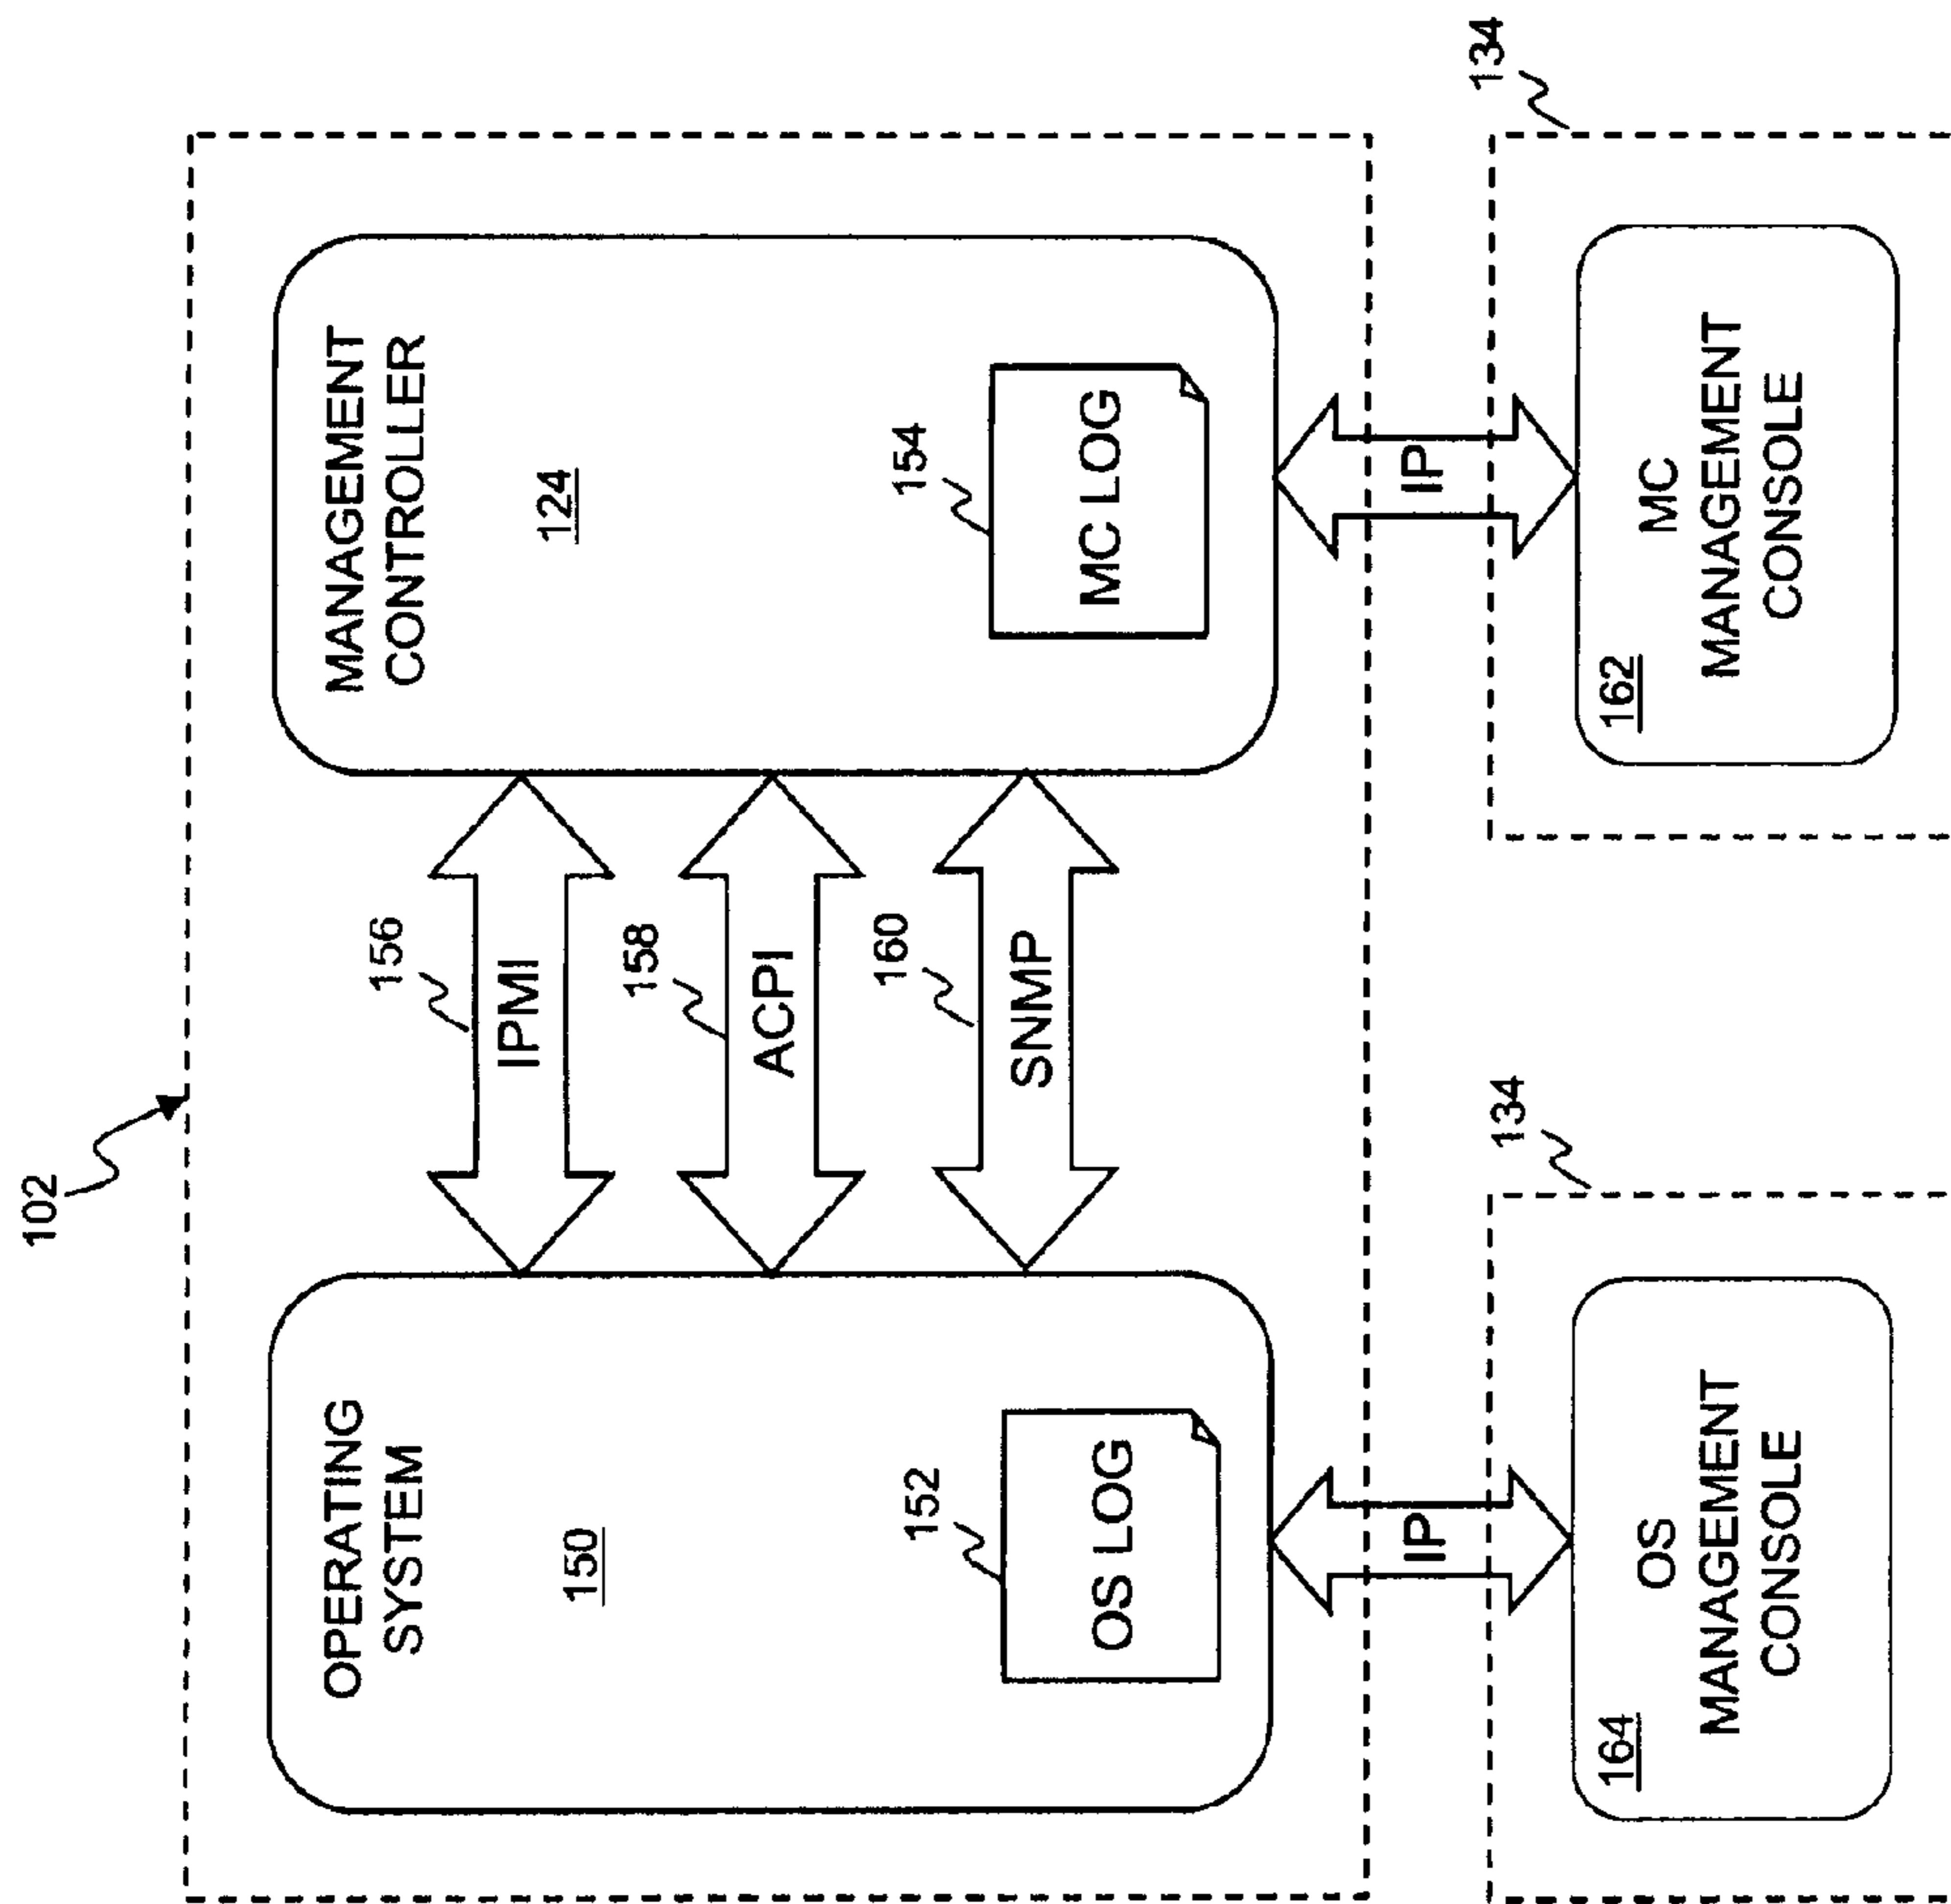 102
OPERATING
SYSTEM
150
152
OS LOG
156
IPMI
158
ACPI
160
SNMP
MANAGEMENT
CONTROLLER
124
154
MC LOG
IP
IP
134
164
OS
MANAGEMENT
CONSOLE
134
162
MC
MANAGEMENT
CONSOLE